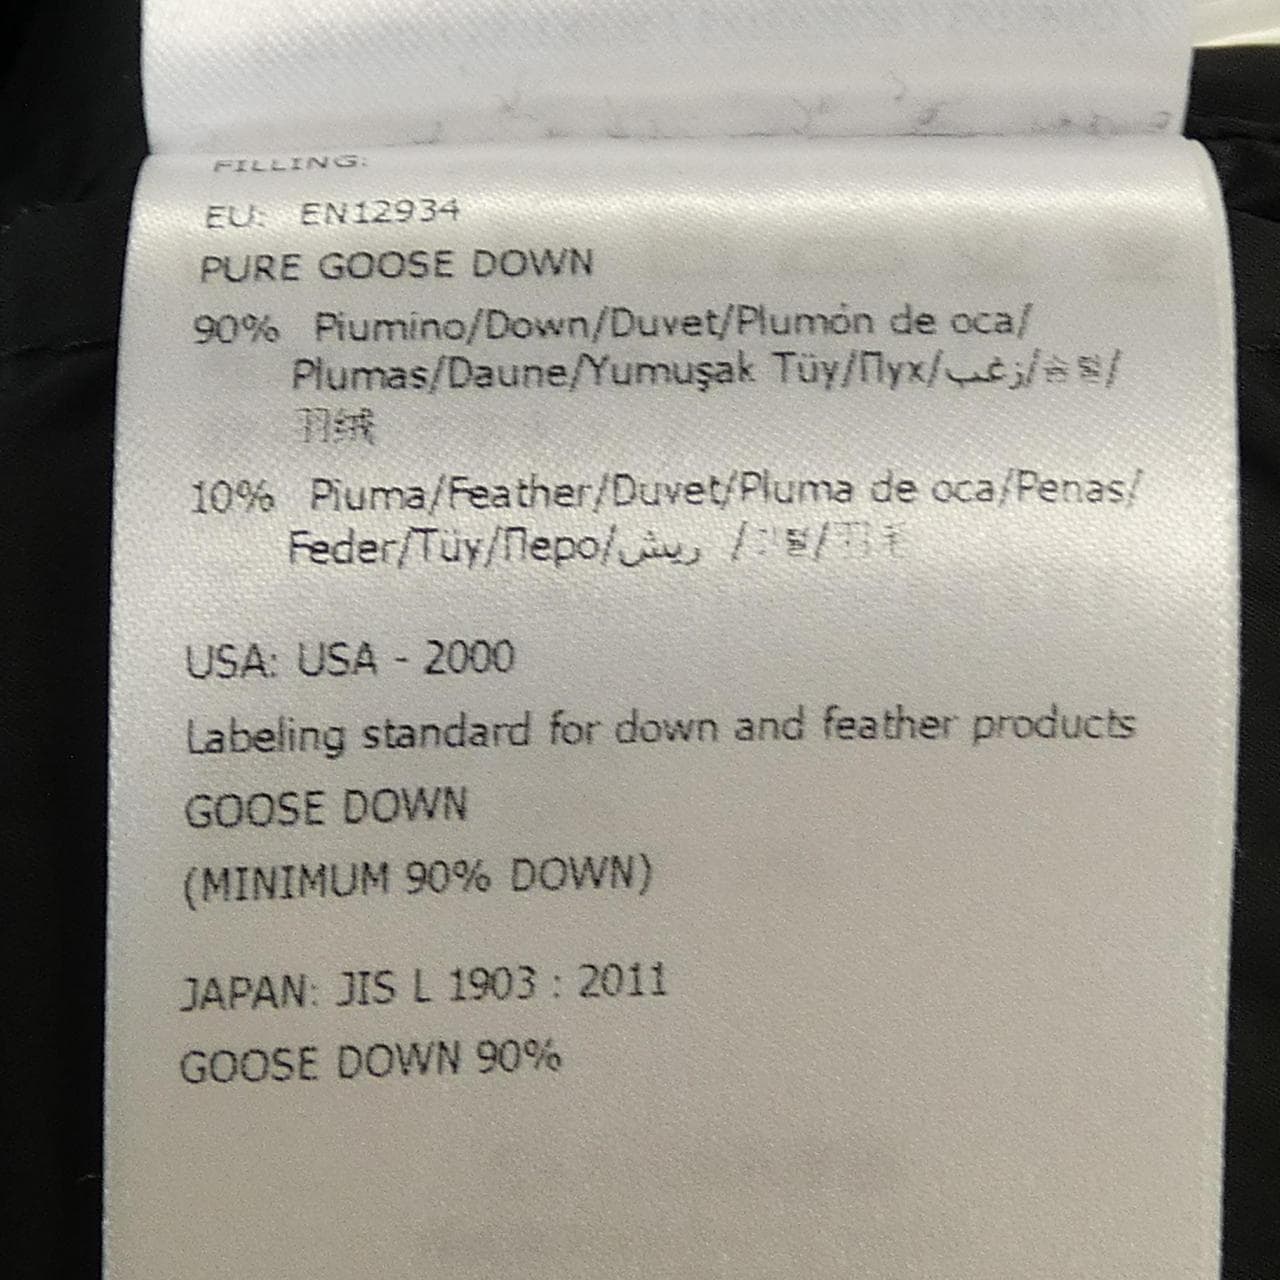 FILLING:
EU: EN12934
PURE GOOSE DOWN
90% Piumino/Down/Duvet/Plumón de oca/
Plumas/Daune/Yumuşak Tüy/Пух/زغب/솜털/
羽绒
10% Piuma/Feather/Duvet/Pluma de oca/Penas/
Feder/Tüy/Перо/ريش /
USA: USA - 2000
Labeling standard for down and feather products
GOOSE DOWN
(MINIMUM 90% DOWN)
JAPAN: JIS L 1903 : 2011
GOOSE DOWN 90%